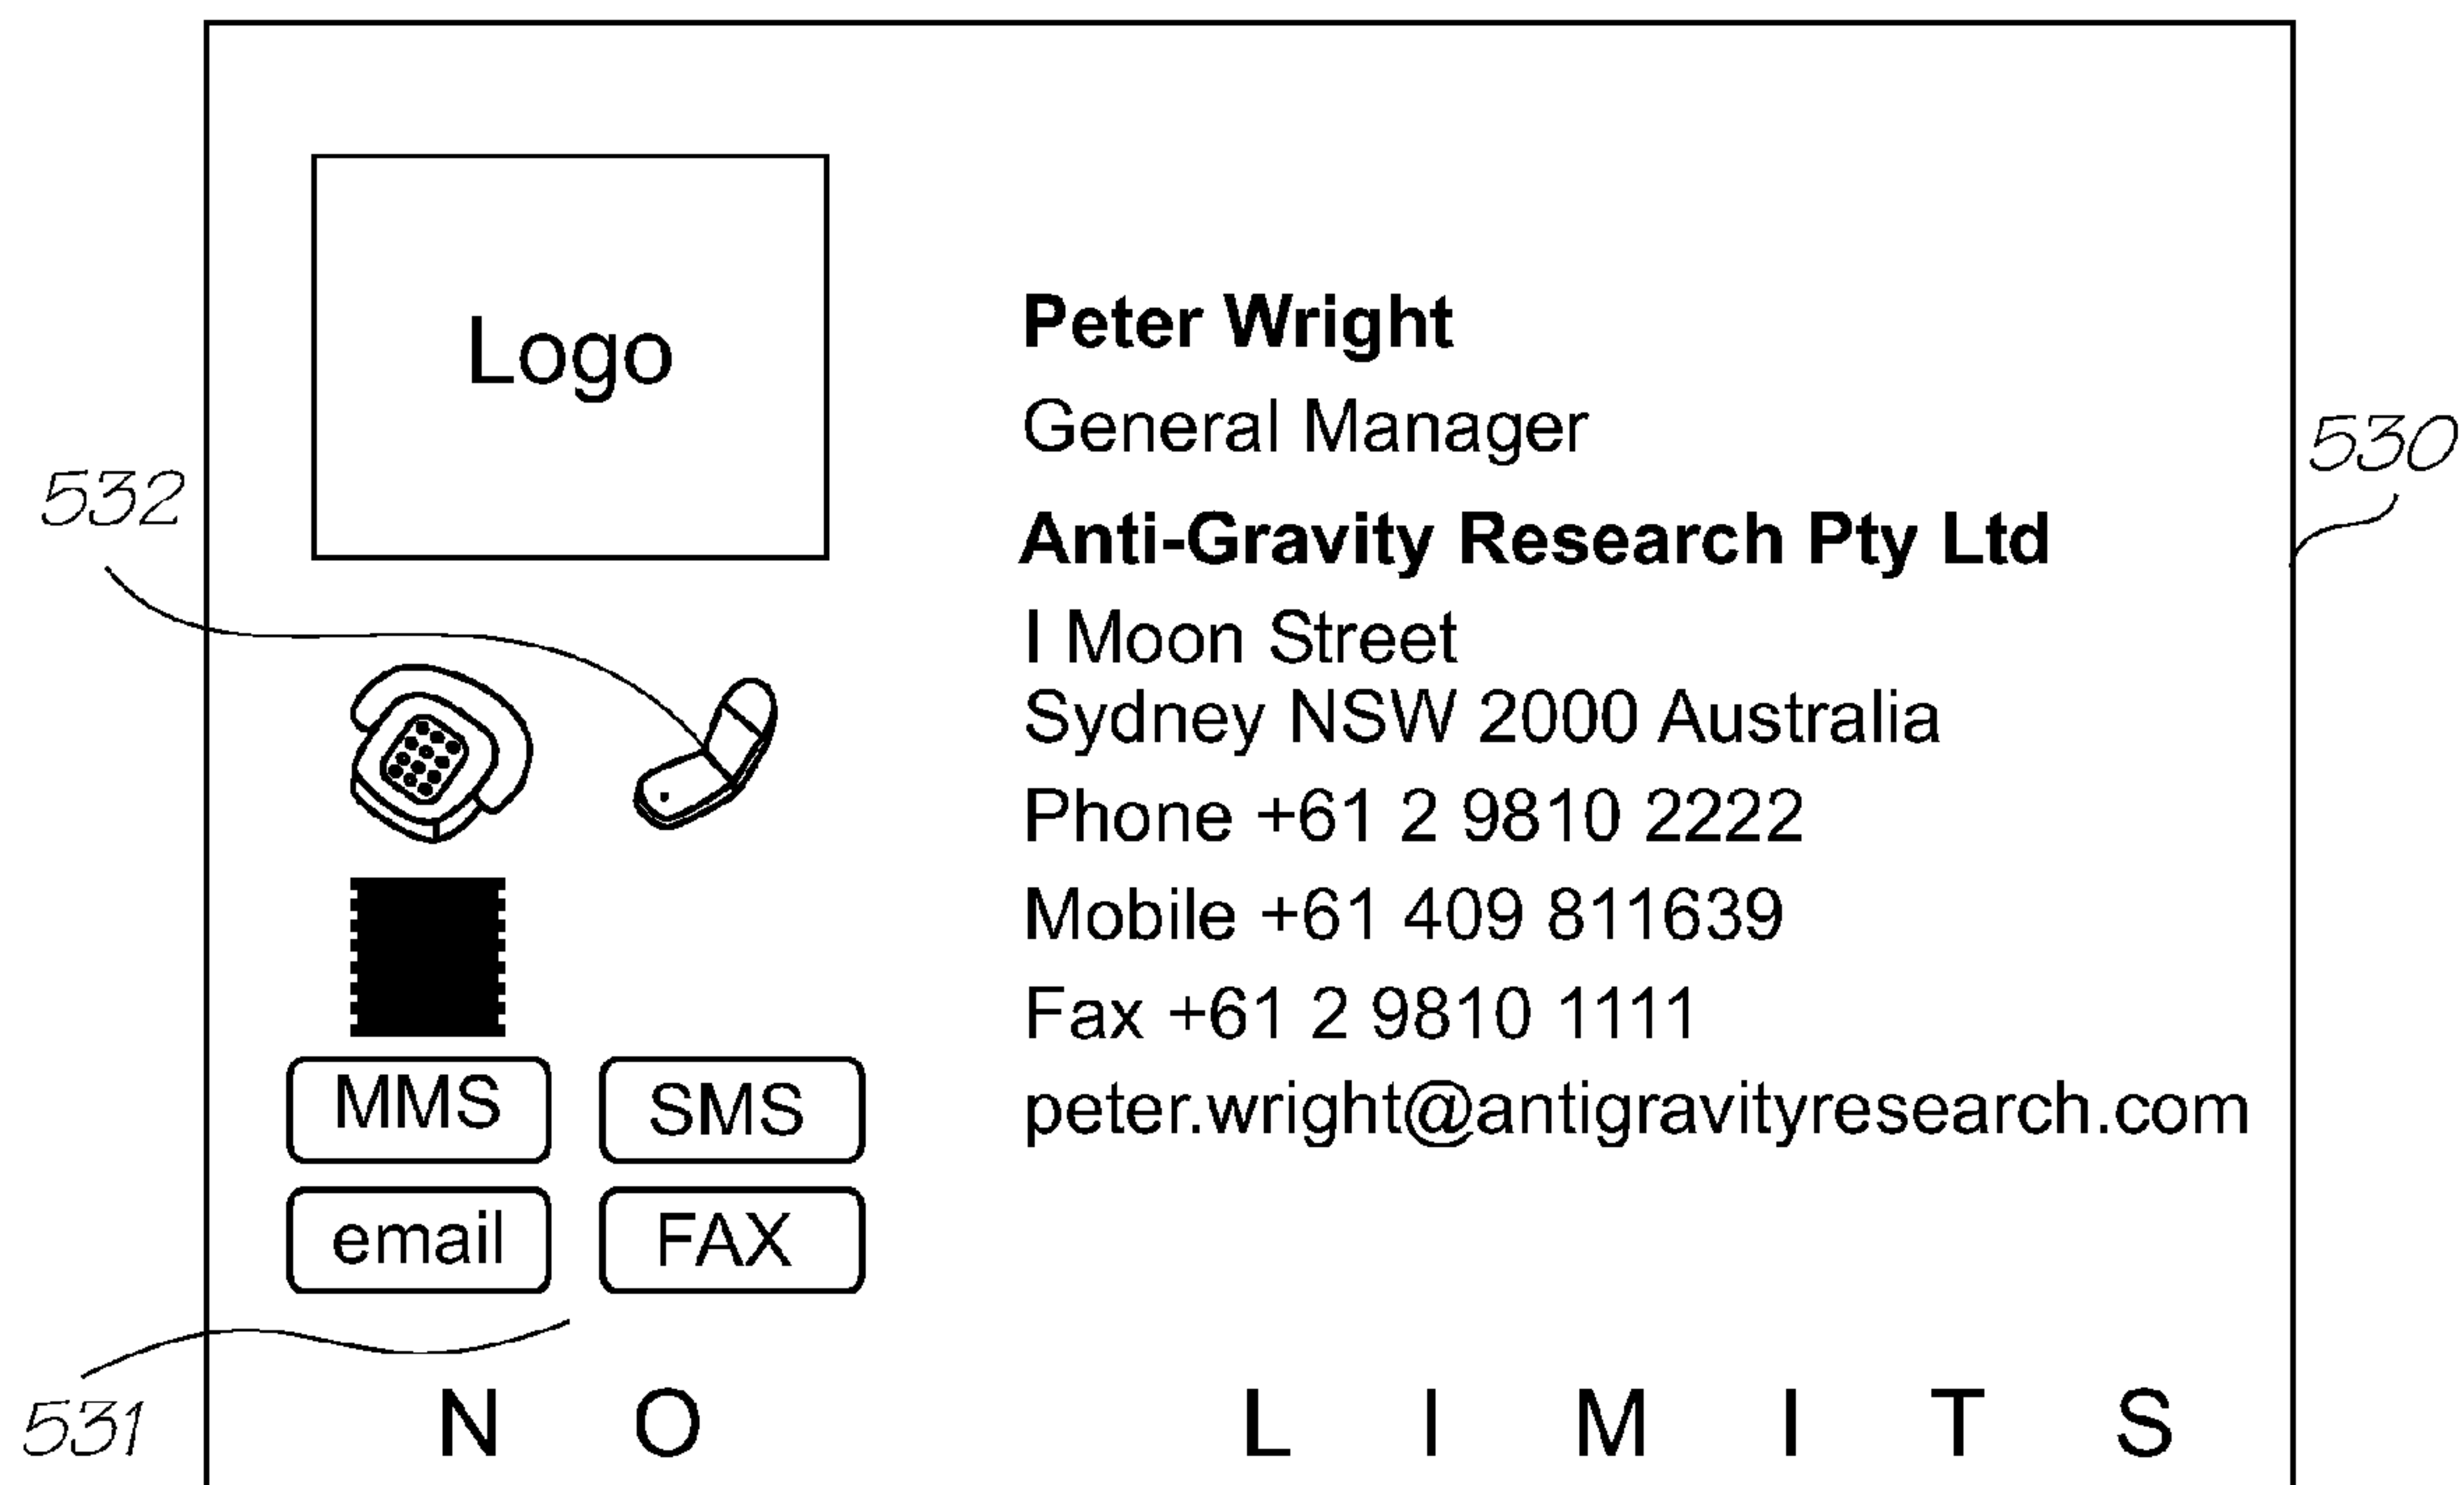 Logo
532
Peter Wright
General Manager
530
Anti-Gravity Research Pty Ltd
I Moon Street
Sydney NSW 2000 Australia
Phone +61 2 9810 2222
Mobile +61 409 811639
Fax +61 2 9810 1111
peter.wright@antigravityresearch.com
MMS SMS
email FAX
531
N O L I M I T S